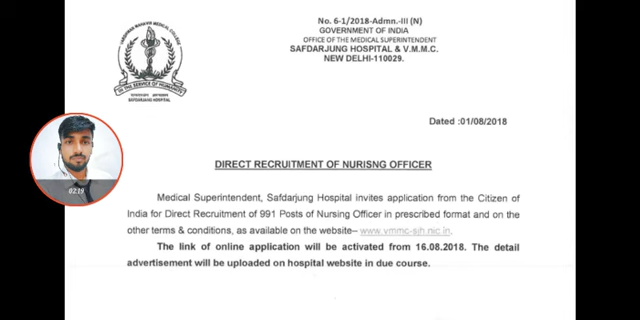 No. 6-1/2018-Admn.-III (N)
GOVERNMENT OF INDIA
OFFICE OF THE MEDICAL SUPERINTENDENT
SAFDARJUNG HOSPITAL & V.M.M.C.
NEW DELHI-110029.
VARDHMAN MAHAVIR MEDICAL COLLEGE
IN THE SERVICE OF HUMANITY
SAFDARJUNG HOSPITAL
Dated :01/08/2018
DIRECT RECRUITMENT OF NURISNG OFFICER
02:19
Medical Superintendent, Safdarjung Hospital invites application from the Citizen of
India for Direct Recruitment of 991 Posts of Nursing Officer in prescribed format and on the
other terms & conditions, as available on the website– www.vmmc-sjh.nic.in.
The link of online application will be activated from 16.08.2018. The detail
advertisement will be uploaded on hospital website in due course.